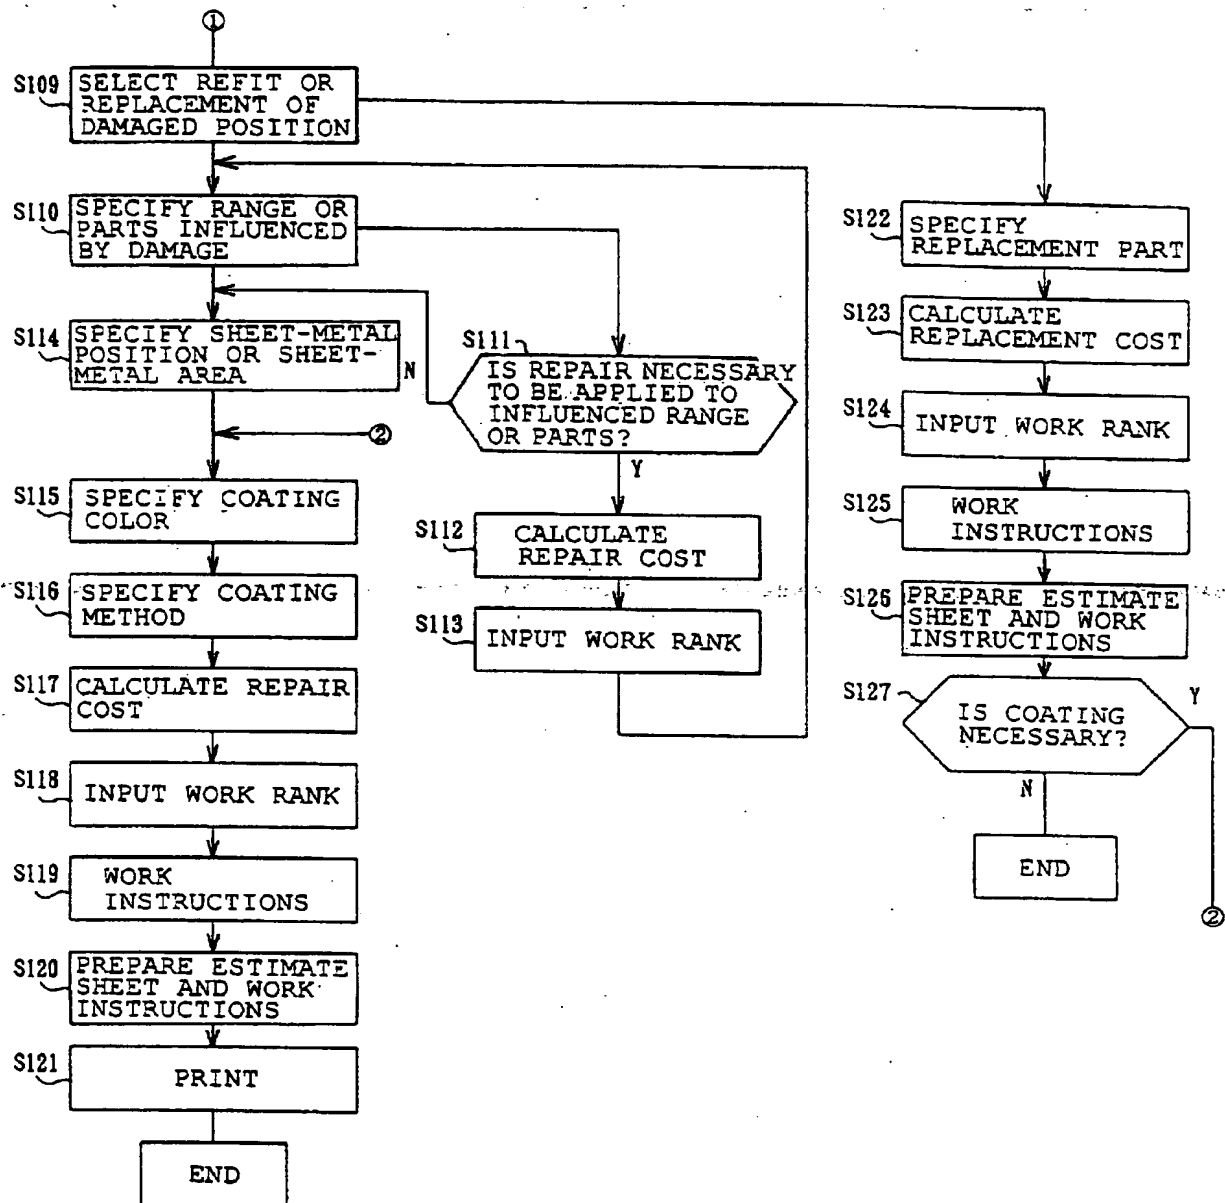 ①
S109
SELECT REFIT OR
REPLACEMENT OF
DAMAGED POSITION
S110
SPECIFY RANGE OR
PARTS INFLUENCED
BY DAMAGE
S114
SPECIFY SHEET-METAL
POSITION OR SHEET-
METAL AREA
N
②
S115
SPECIFY COATING
COLOR
S116
SPECIFY COATING
METHOD
S117
CALCULATE REPAIR
COST
S118
INPUT WORK RANK
S119
WORK
INSTRUCTIONS
S120
PREPARE ESTIMATE
SHEET AND WORK
INSTRUCTIONS
S121
PRINT
END
S111
IS REPAIR NECESSARY
TO BE APPLIED TO
INFLUENCED RANGE
OR PARTS?
Y
S112
CALCULATE
REPAIR COST
S113
INPUT WORK RANK
S122
SPECIFY
REPLACEMENT PART
S123
CALCULATE
REPLACEMENT COST
S124
INPUT WORK RANK
S125
WORK
INSTRUCTIONS
S126
PREPARE ESTIMATE
SHEET AND WORK
INSTRUCTIONS
S127
IS COATING
NECESSARY?
Y
N
END
②